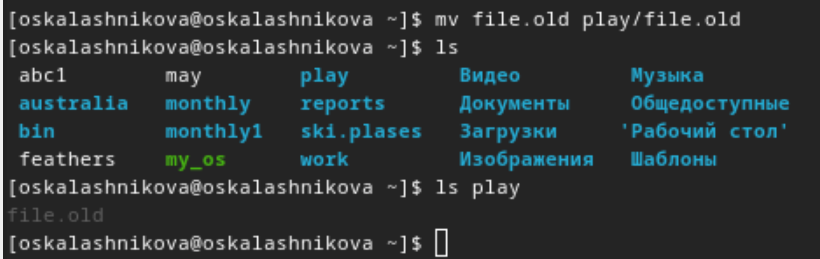 [oskalashnikova@oskalashnikova ~]$ mv file.old play/file.old
[oskalashnikova@oskalashnikova ~]$ ls
abc1 may play Видео Музыка
australia monthly reports Документы Общедоступные
bin monthly1 ski.plases Загрузки 'Рабочий стол'
feathers my_os work Изображения Шаблоны
[oskalashnikova@oskalashnikova ~]$ ls play
file.old
[oskalashnikova@oskalashnikova ~]$